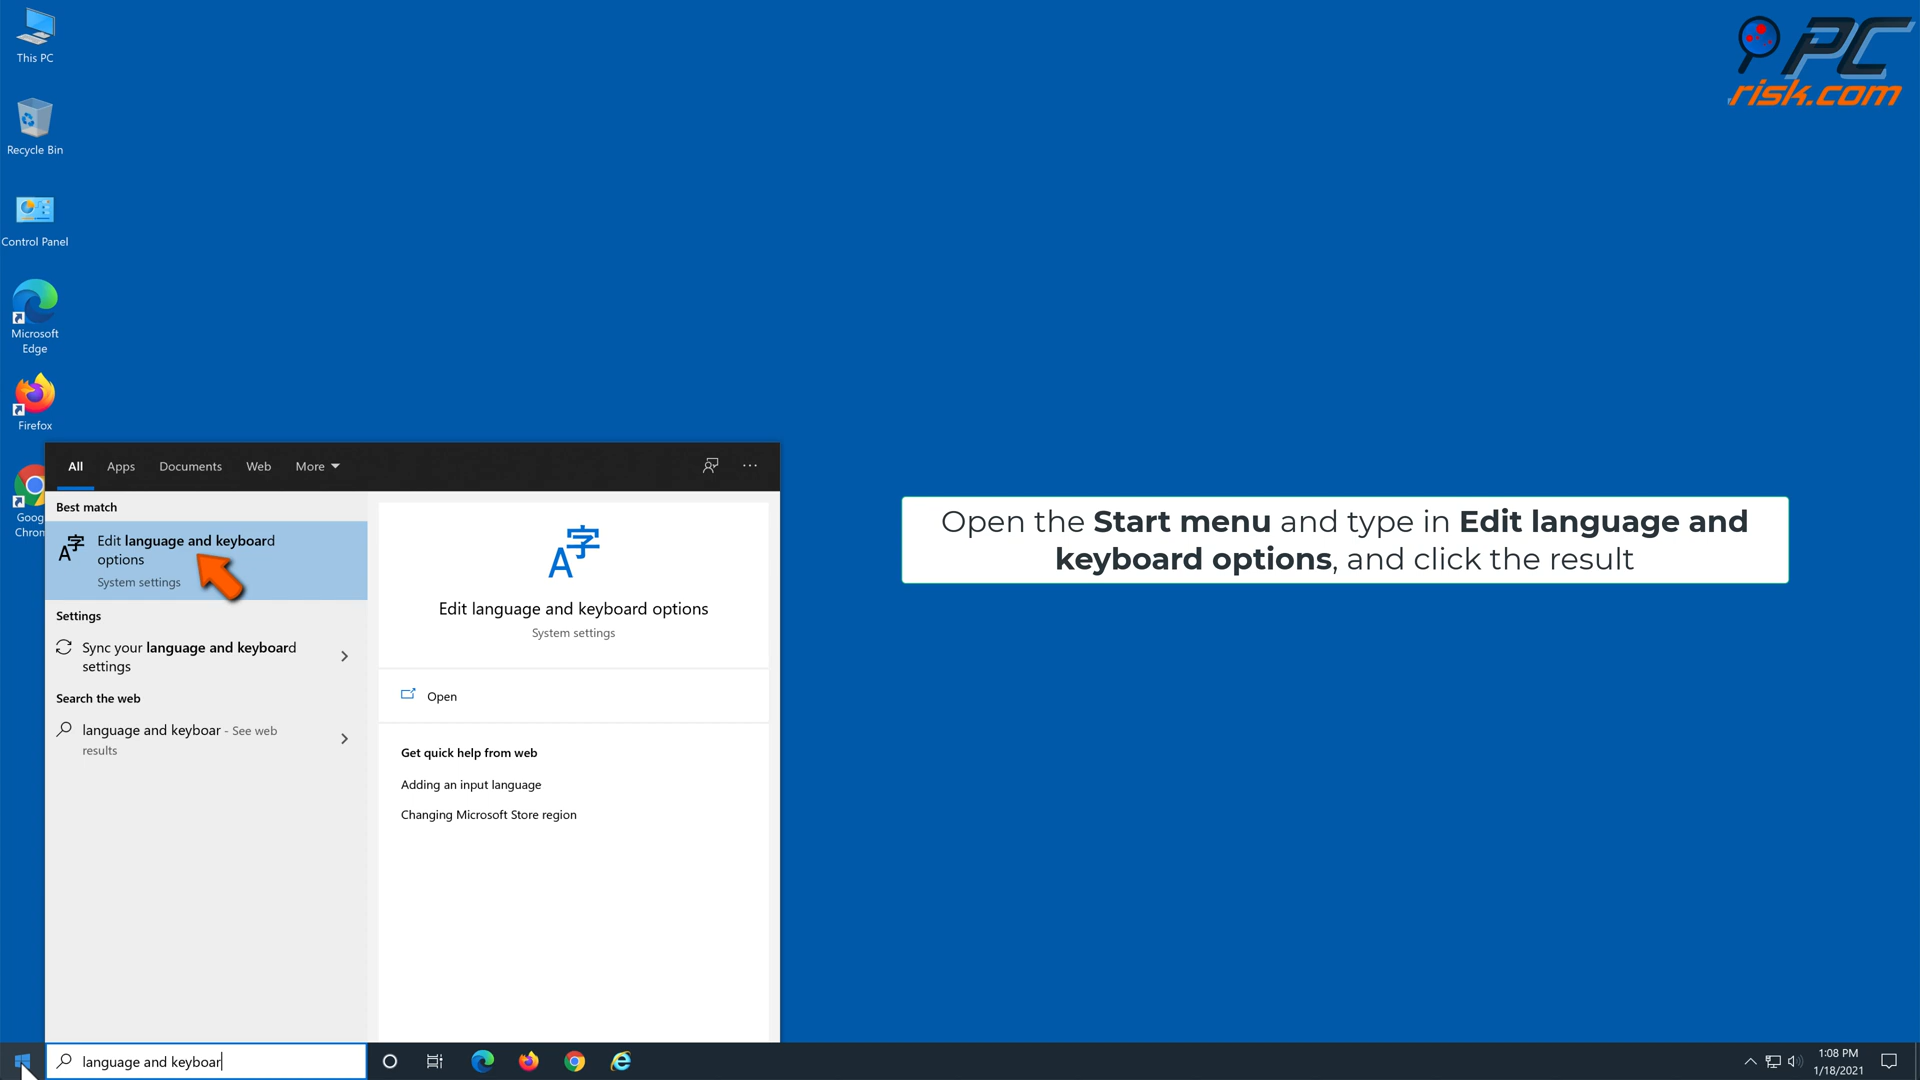 This PC
Recycle Bin
Control Panel
Microsoft
Edge
Firefox
Goog
Chron
PC
risk.com
All Apps Documents Web More
Best match
Edit language and keyboard
options
System settings
Settings
Sync your language and keyboard
settings
Search the web
language and keyboar - See web
results
A字
Edit language and keyboard options
System settings
Open
Get quick help from web
Adding an input language
Changing Microsoft Store region
Open the Start menu and type in Edit language and
keyboard options, and click the result
language and keyboar
1:08 PM
1/18/2021